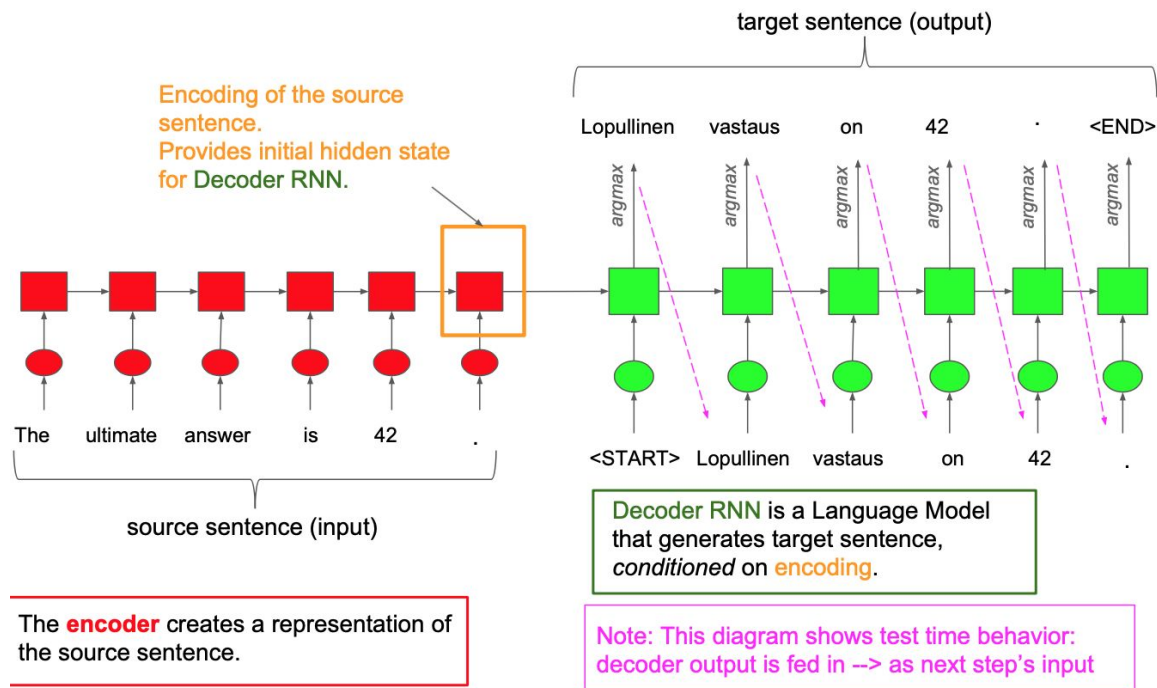 target sentence (output)
Encoding of the source
sentence.
Provides initial hidden state
for Decoder RNN.
Lopullinen vastaus on 42 . <END>
argmax argmax argmax argmax argmax argmax
The ultimate answer is 42 .
<START> Lopullinen vastaus on 42 .
source sentence (input)
Decoder RNN is a Language Model
that generates target sentence,
conditioned on encoding.
The encoder creates a representation of
the source sentence.
Note: This diagram shows test time behavior:
decoder output is fed in --> as next step's input